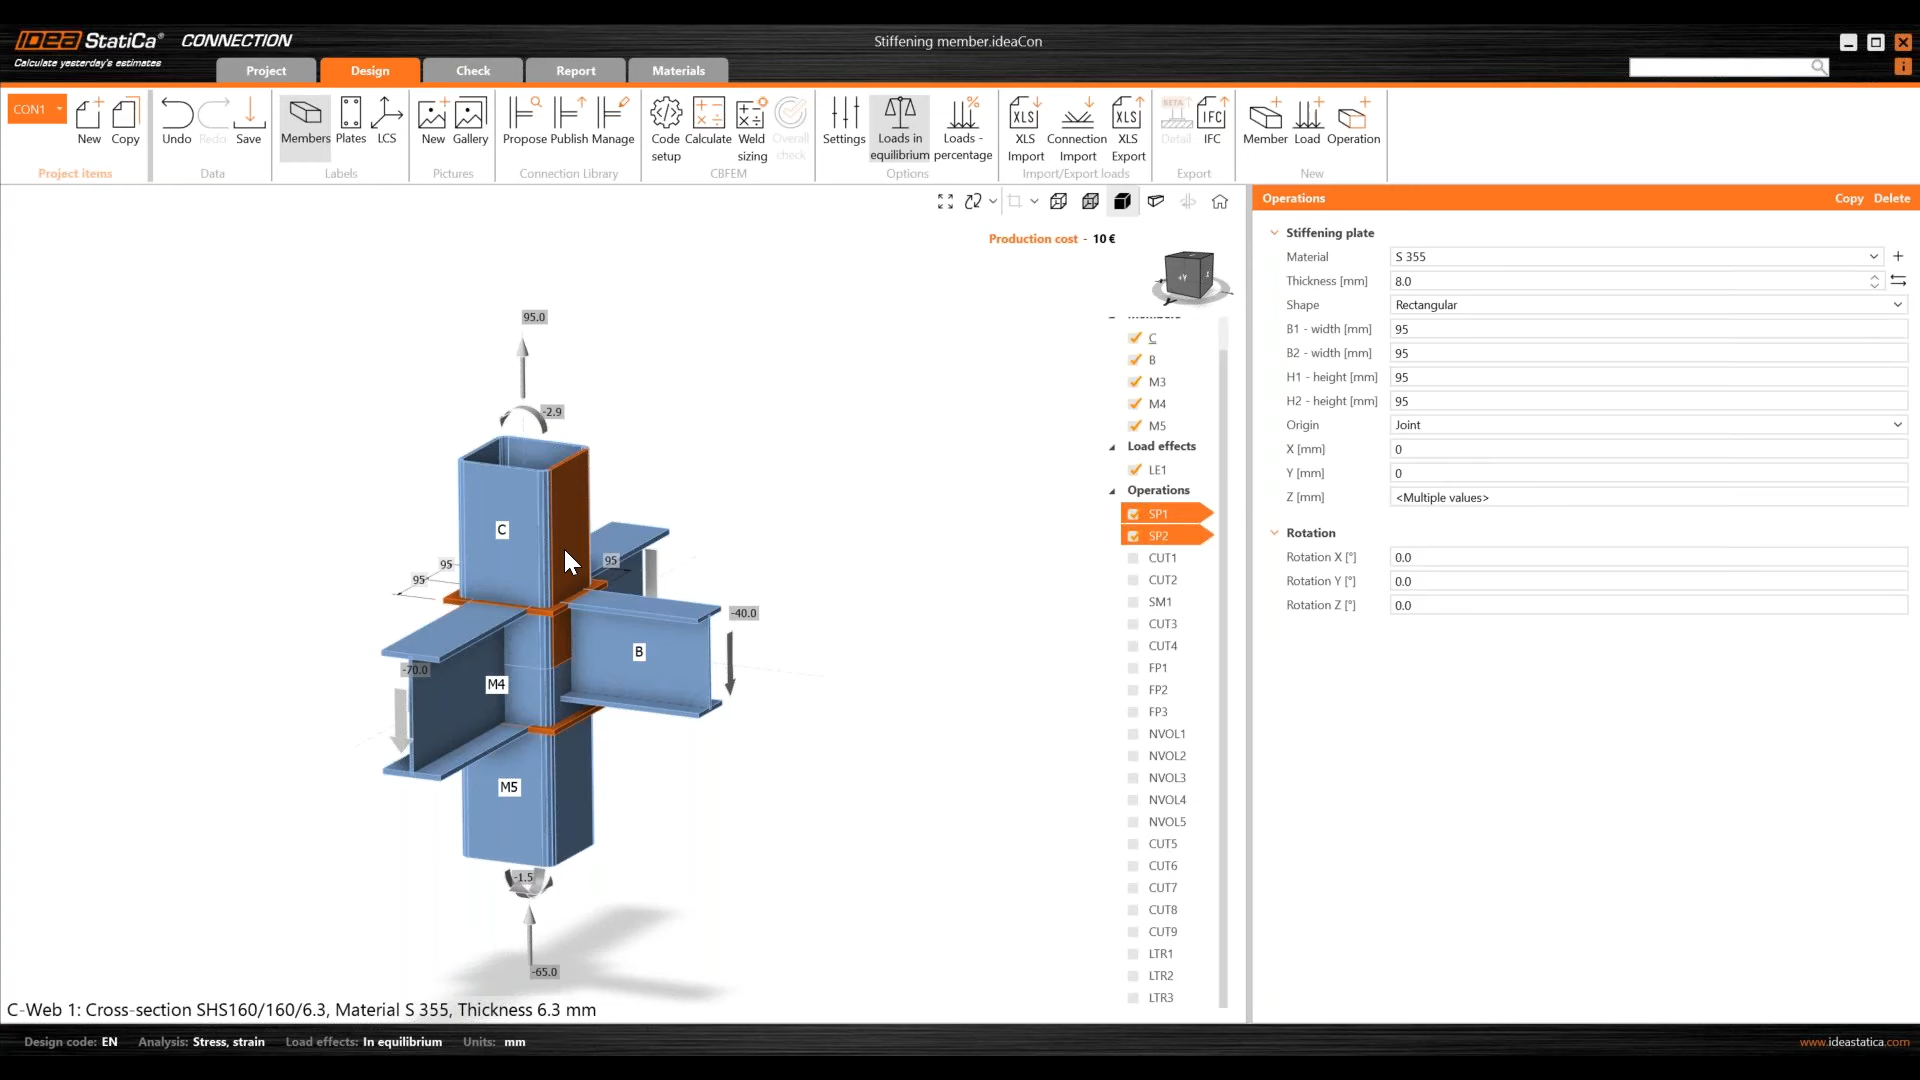 IDEA StatiCa® CONNECTION
Calculate yesterday's estimates
Stiffening member.ideaCon
Project Design Check Report Materials
CON1
New Copy Undo Redo Save Members Plates LCS New Gallery Propose Publish Manage Code setup Calculate Weld sizing Overall check Settings Loads in equilibrium Loads - percentage XLS Import Connection Import XLS Export BETA Detail IFC Member Load Operation
Project items Data Labels Pictures Connection Library CBFEM Options Import/Export loads Export New
Production cost - 10 €
+Y
95.0
-2.9
C
95
95
95
-40.0
B
-70.0
M4
M5
-1.5
-65.0
C-Web 1: Cross-section SHS160/160/6.3, Material S 355, Thickness 6.3 mm
C
B
M3
M4
M5
Load effects
LE1
Operations
SP1
SP2
CUT1
CUT2
SM1
CUT3
CUT4
FP1
FP2
FP3
NVOL1
NVOL2
NVOL3
NVOL4
NVOL5
CUT5
CUT6
CUT7
CUT8
CUT9
LTR1
LTR2
LTR3
Operations Copy Delete
Stiffening plate
Material S 355
Thickness [mm] 8.0
Shape Rectangular
B1 - width [mm] 95
B2 - width [mm] 95
H1 - height [mm] 95
H2 - height [mm] 95
Origin Joint
X [mm] 0
Y [mm] 0
Z [mm] <Multiple values>
Rotation
Rotation X [°] 0.0
Rotation Y [°] 0.0
Rotation Z [°] 0.0
Design code: EN Analysis: Stress, strain Load effects: In equilibrium Units: mm
www.ideastatica.com